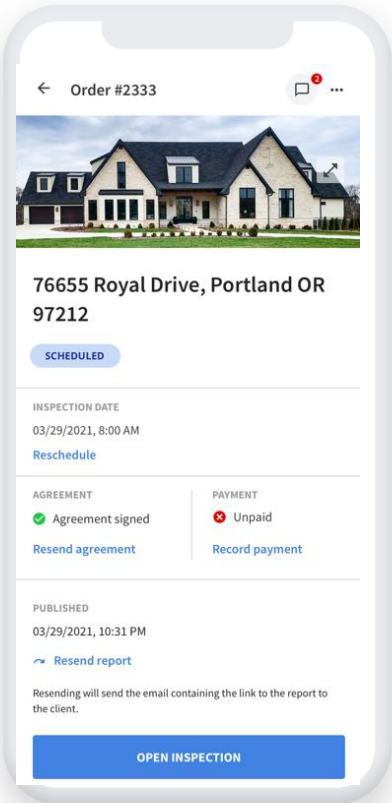 Order #2333
2
76655 Royal Drive, Portland OR
97212
SCHEDULED
INSPECTION DATE
03/29/2021, 8:00 AM
Reschedule
AGREEMENT
Agreement signed
Resend agreement
PAYMENT
Unpaid
Record payment
PUBLISHED
03/29/2021, 10:31 PM
Resend report
Resending will send the email containing the link to the report to
the client.
OPEN INSPECTION